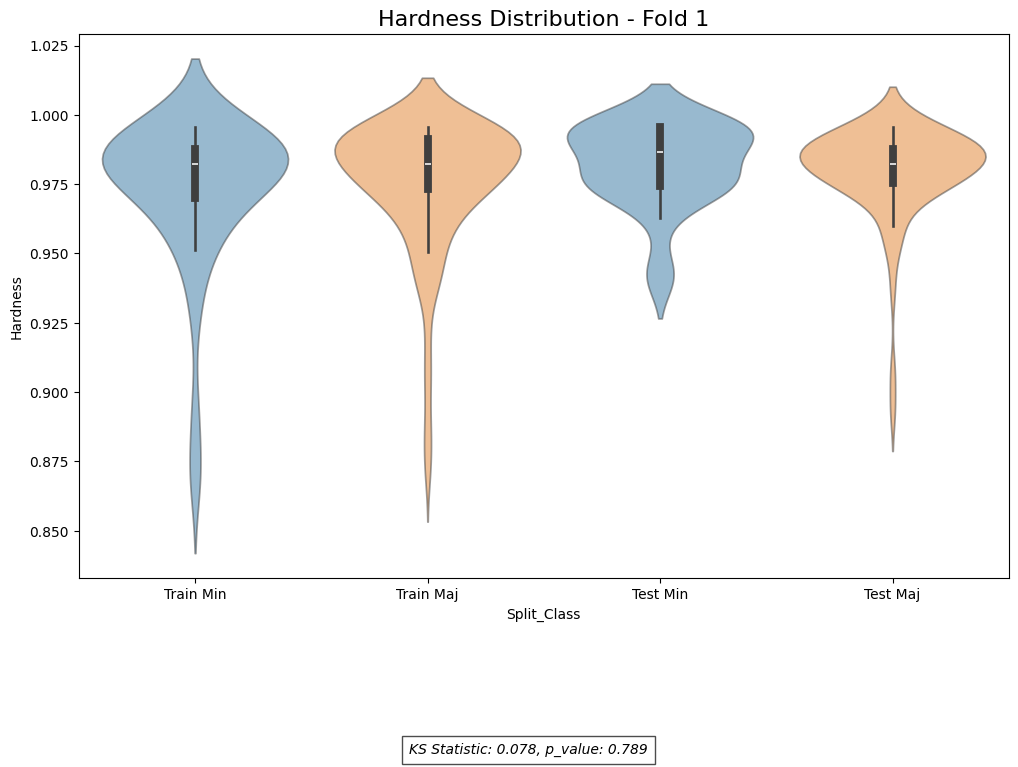 Hardness Distribution - Fold 1
Hardness
1.025
1.000
0.975
0.950
0.925
0.900
0.875
0.850
Train Min
Train Maj
Test Min
Test Maj
Split_Class
KS Statistic: 0.078, p_value: 0.789